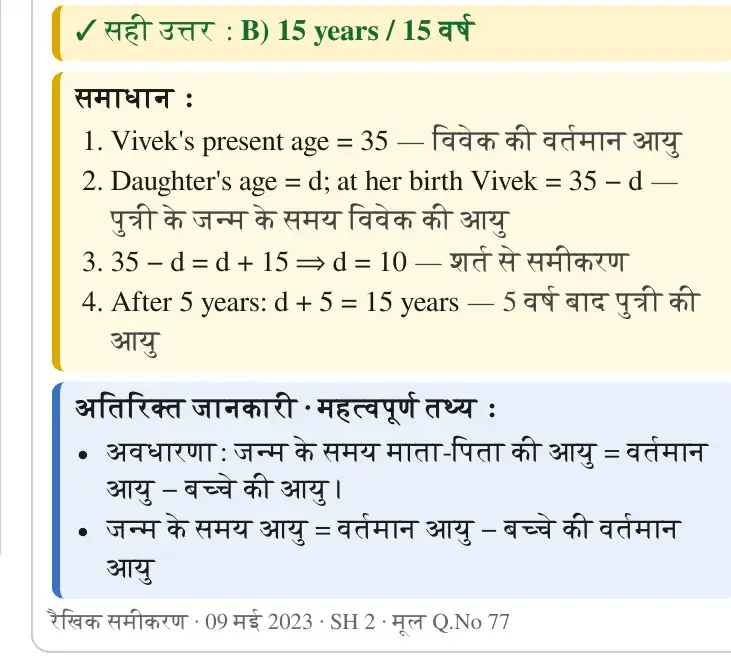 ✓ सही उत्तर : B) 15 years / 15 वर्ष
समाधान :
1. Vivek's present age = 35 — विवेक की वर्तमान आयु
2. Daughter's age = d; at her birth Vivek = 35 − d —
पुत्री के जन्म के समय विवेक की आयु
3. 35 − d = d + 15 ⟹ d = 10 — शर्त से समीकरण
4. After 5 years: d + 5 = 15 years — 5 वर्ष बाद पुत्री की
आयु
अतिरिक्त जानकारी · महत्वपूर्ण तथ्य :
• अवधारणा : जन्म के समय माता-पिता की आयु = वर्तमान
आयु – बच्चे की आयु।
• जन्म के समय आयु = वर्तमान आयु – बच्चे की वर्तमान
आयु
रैखिक समीकरण · 09 मई 2023 · SH 2 · मूल Q.No 77